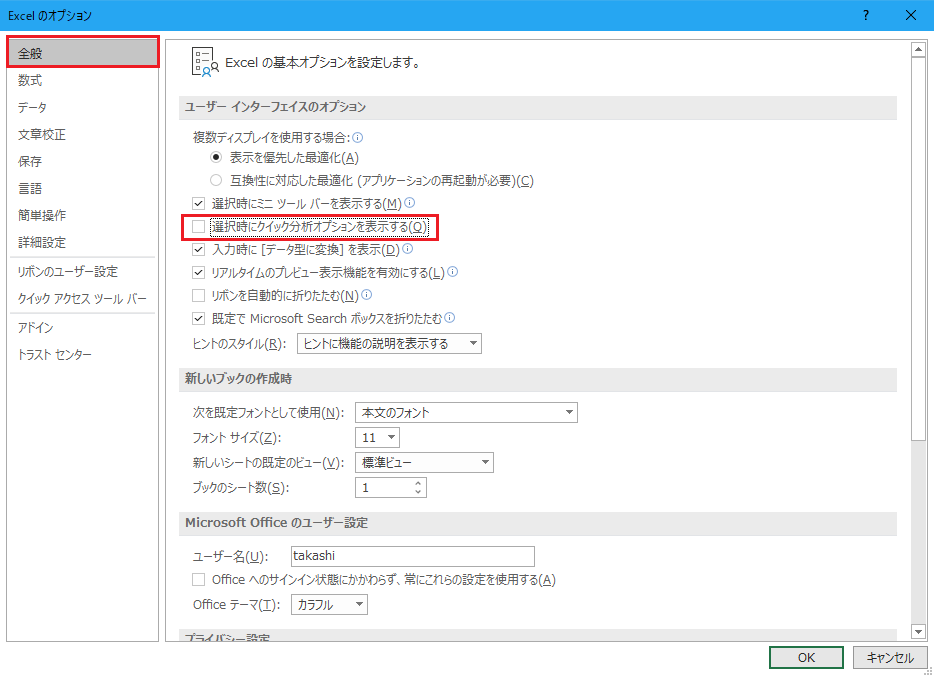 Excel のオプション
?
全般
数式
データ
文章校正
保存
言語
簡単操作
詳細設定
リボンのユーザー設定
クイック アクセス ツール バー
アドイン
トラスト センター
Excel の基本オプションを設定します。
ユーザー インターフェイスのオプション
複数ディスプレイを使用する場合:
表示を優先した最適化(A)
互換性に対応した最適化 (アプリケーションの再起動が必要)(C)
選択時にミニ ツール バーを表示する(M)
選択時にクイック分析オプションを表示する(Q)
入力時に [データ型に変換] を表示(D)
リアルタイムのプレビュー表示機能を有効にする(L)
リボンを自動的に折りたたむ(N)
既定で Microsoft Search ボックスを折りたたむ
ヒントのスタイル(R): ヒントに機能の説明を表示する
新しいブックの作成時
次を既定フォントとして使用(N): 本文のフォント
フォント サイズ(Z): 11
新しいシートの既定のビュー(V): 標準ビュー
ブックのシート数(S): 1
Microsoft Office のユーザー設定
ユーザー名(U): takashi
Office へのサインイン状態にかかわらず、常にこれらの設定を使用する(A)
Office テーマ(T): カラフル
プライバシー設定
OK キャンセル